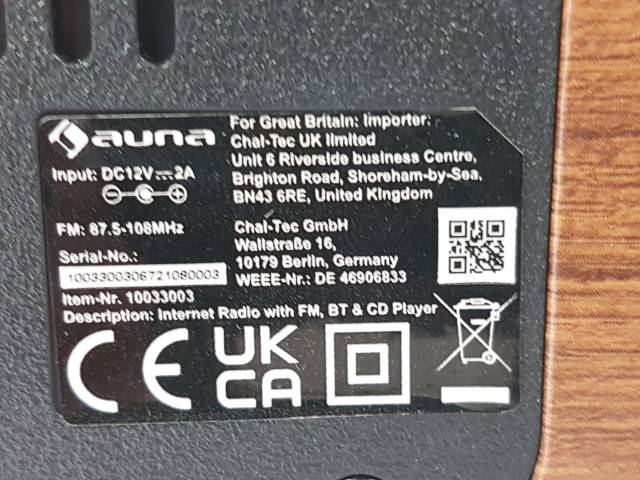 auna
Input: DC12V⎓2A
FM: 87.5-108MHz
Serial-No.:
1003300306721080003
Item-Nr. 10033003
Description: Internet Radio with FM, BT & CD Player
For Great Britain: Importer:
Chal-Tec UK limited
Unit 6 Riverside business Centre,
Brighton Road, Shoreham-by-Sea,
BN43 6RE, United Kingdom
Chal-Tec GmbH
Wallstraße 16,
10179 Berlin, Germany
WEEE-Nr.: DE 46906833
CE
UK
CA